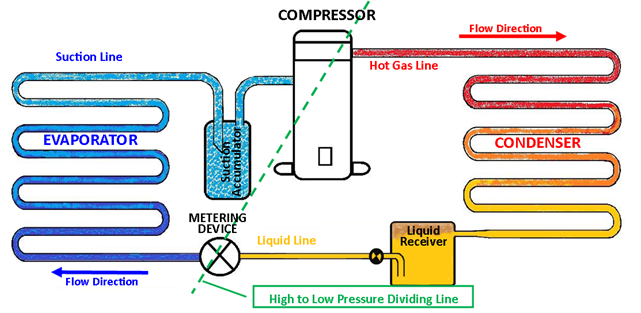 COMPRESSOR
Flow Direction
Suction Line
Hot Gas Line
EVAPORATOR
Suction
Accumulator
CONDENSER
METERING
DEVICE
Liquid Line
Liquid
Receiver
Flow Direction
High to Low Pressure Dividing Line